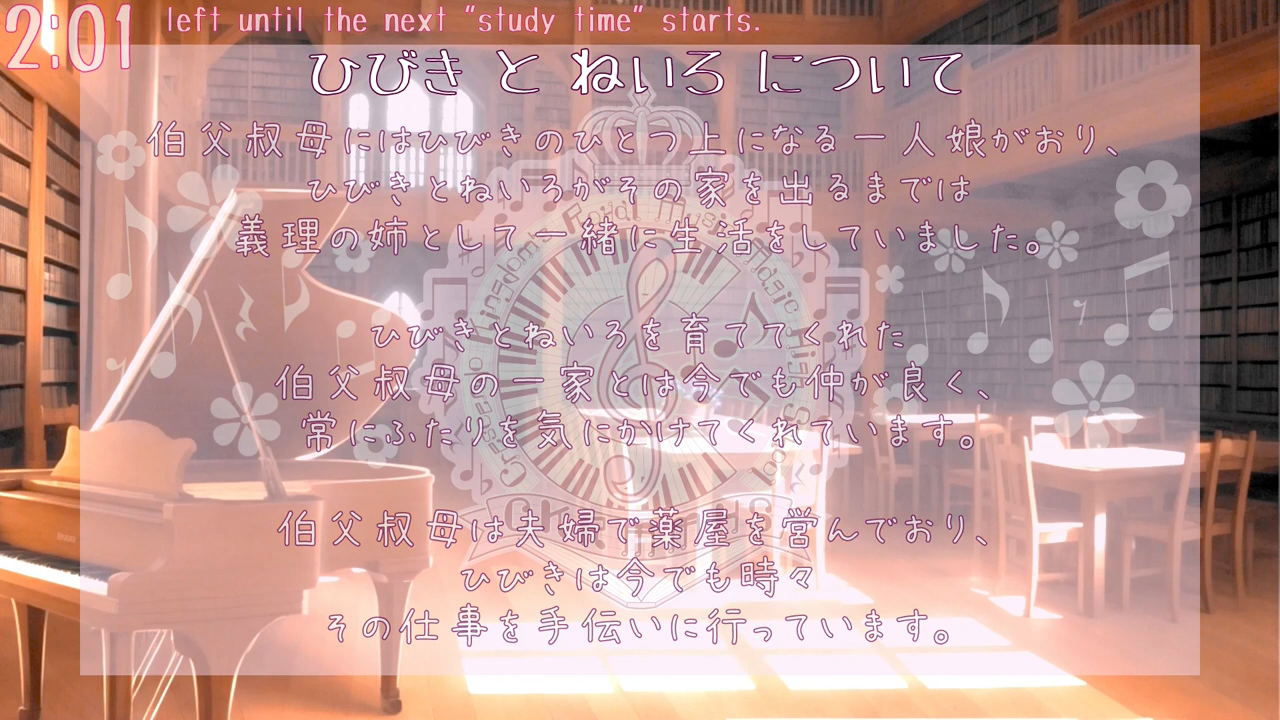 2:01 left until the next "study time" starts.
ひびき と ねいろ について
伯父叔母にはひびきのひとつ上になる一人娘がおり、
ひびきとねいろがその家を出るまでは
義理の姉として一緒に生活をしていました。
ひびきとねいろを育ててくれた
伯父叔母の一家とは今でも仲が良く、
常にふたりを気にかけてくれています。
伯父叔母は夫婦で薬屋を営んでおり、
ひびきは今でも時々
その仕事を手伝いに行っています。